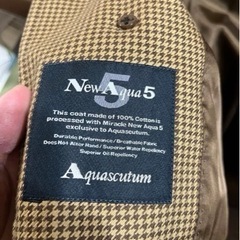 New Aqua 5
5
This coat made of 100% Cotton is
processed with Miracle New Aqua 5
exclusive to Aquascutum.
Durable Performance/Breathable Fabric
Does Not Alter Hand/Superior Water Repellency
Superior Oil Repellency
Aquascutum